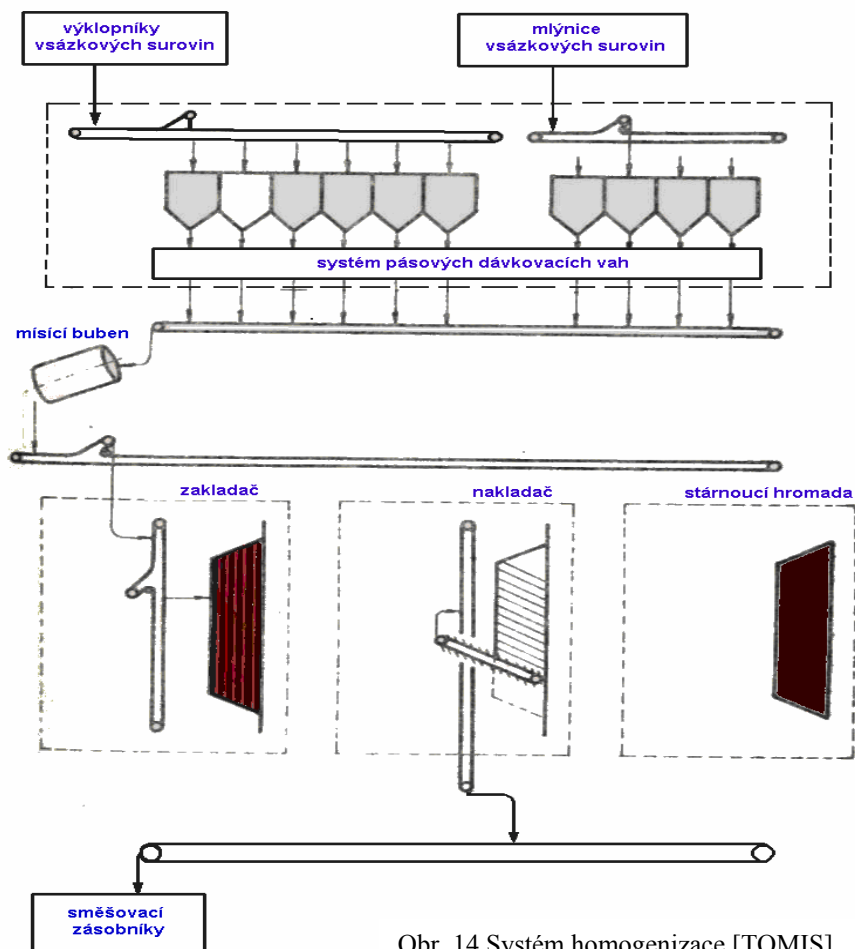 výklopníky
vsázkových surovin
mlýnice
vsázkových surovin
systém pásových dávkovacích vah
mísící buben
zakladač
nakladač
stárnoucí hromada
směšovací
zásobníky
Obr. 14 Systém homogenizace [TOMIS]